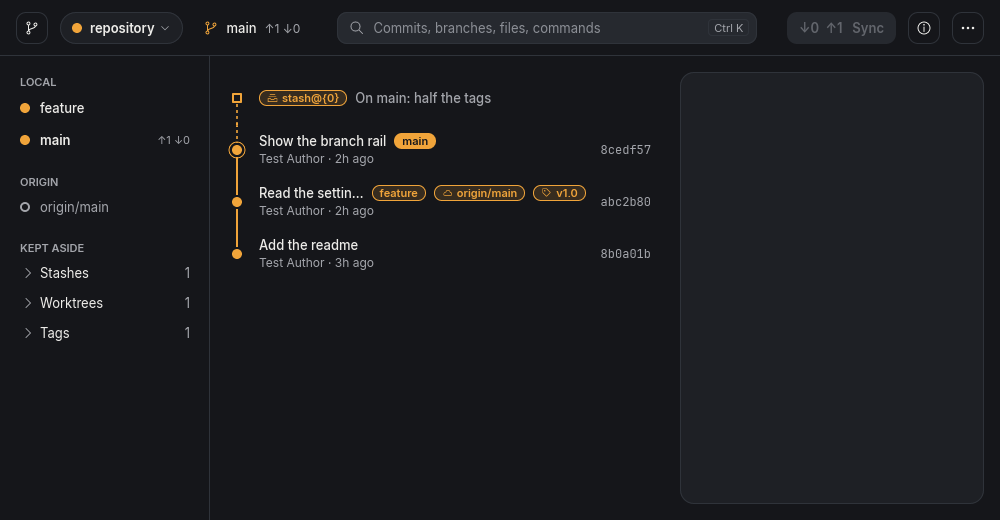 repository
main ↑1 ↓0
Commits, branches, files, commands
Ctrl K
↓0 ↑1 Sync
LOCAL
feature
main ↑1 ↓0
ORIGIN
origin/main
KEPT ASIDE
Stashes 1
Worktrees 1
Tags 1
stash@{0} On main: half the tags
Show the branch rail main
Test Author · 2h ago
8cedf57
Read the settin... feature origin/main v1.0
Test Author · 2h ago
abc2b80
Add the readme
Test Author · 3h ago
8b0a01b